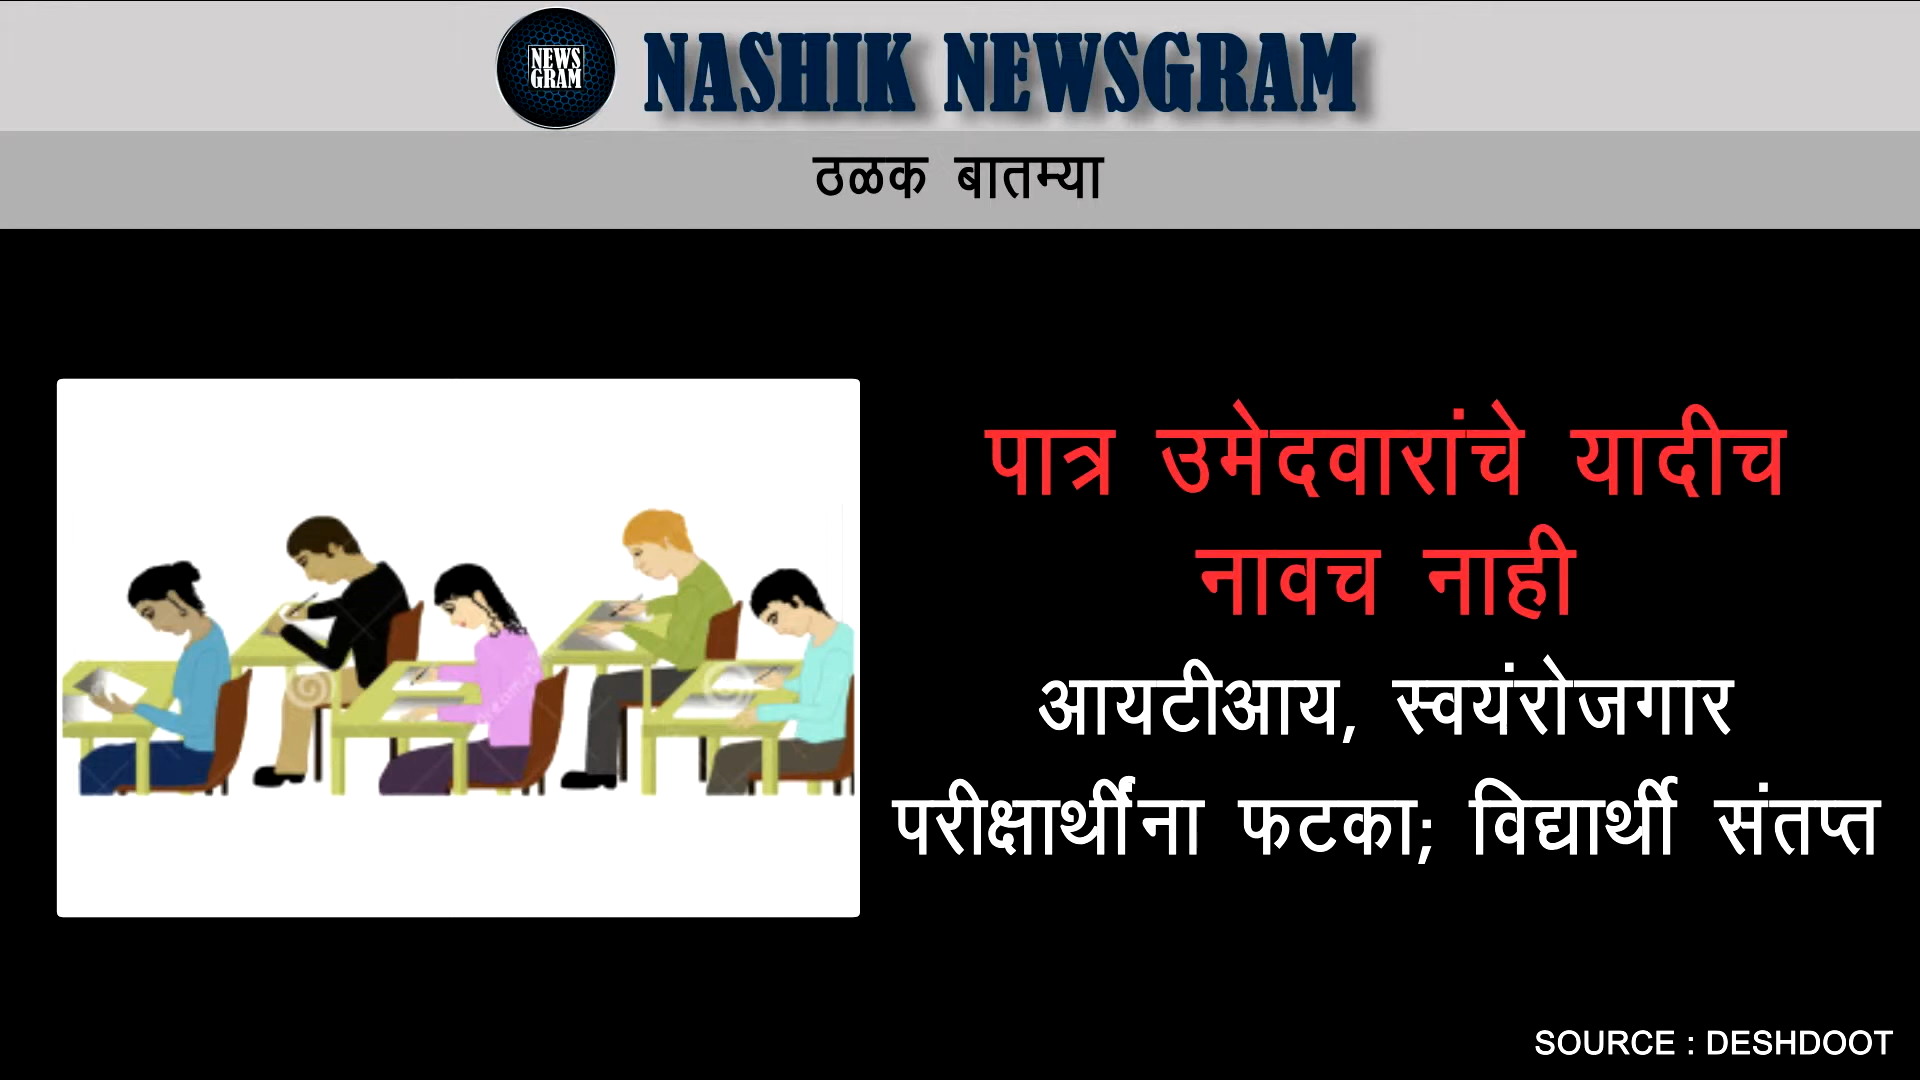 NEWS
GRAM
NASHIK NEWSGRAM
ठळक बातम्या
पात्र उमेदवारांचे यादीच
नावच नाही
आयटीआय, स्वयंरोजगार
परीक्षार्थींना फटका; विद्यार्थी संतप्त
SOURCE : DESHDOOT